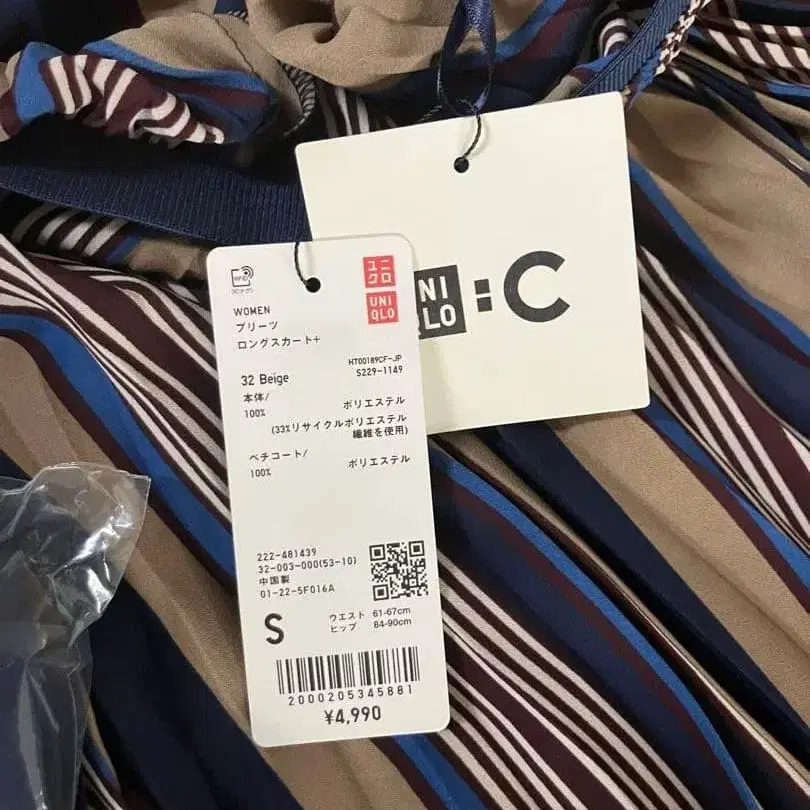 ユニ
クロ
UNI
QLO
WOMEN
プリーツ
ロングスカート+
HT00189CF-JP
32 Beige
S229-1149
本体/
100% ポリエステル
(33%リサイクルポリエステル
繊維を使用)
ペチコート/
100% ポリエステル
222-481439
32-003-000(53-10)
中国製
01-22-5F016A
S
ウエスト 61-67cm
ヒップ 84-90cm
2000205345881
¥4,990
NI
QLO
:C